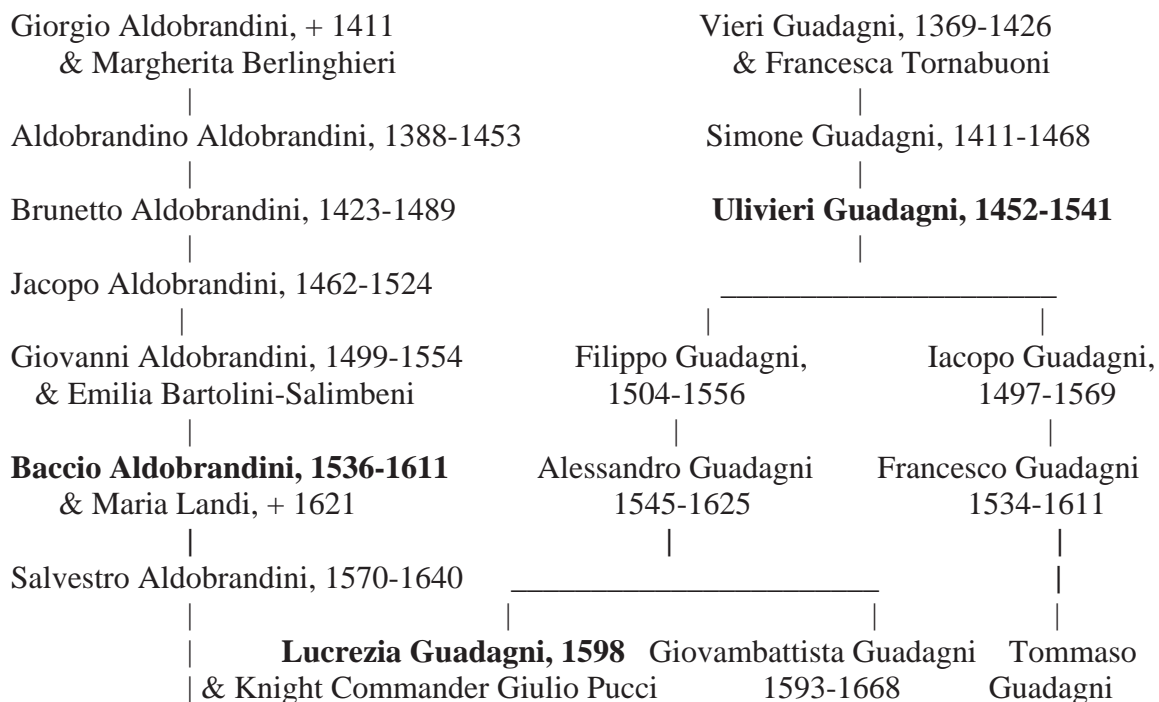 Giorgio Aldobrandini, + 1411 Vieri Guadagni, 1369-1426
& Margherita Berlinghieri & Francesca Tornabuoni
| |
Aldobrandino Aldobrandini, 1388-1453 Simone Guadagni, 1411-1468
| |
Brunetto Aldobrandini, 1423-1489 Ulivieri Guadagni, 1452-1541
| |
Jacopo Aldobrandini, 1462-1524 _____________________
| | |
Giovanni Aldobrandini, 1499-1554 Filippo Guadagni, Iacopo Guadagni,
& Emilia Bartolini-Salimbeni 1504-1556 1497-1569
| | |
Baccio Aldobrandini, 1536-1611 Alessandro Guadagni Francesco Guadagni
& Maria Landi, + 1621 1545-1625 1534-1611
| | |
Salvestro Aldobrandini, 1570-1640 _______________________ |
| | | |
| Lucrezia Guadagni, 1598 Giovambattista Guadagni Tommaso
| & Knight Commander Giulio Pucci 1593-1668 Guadagni